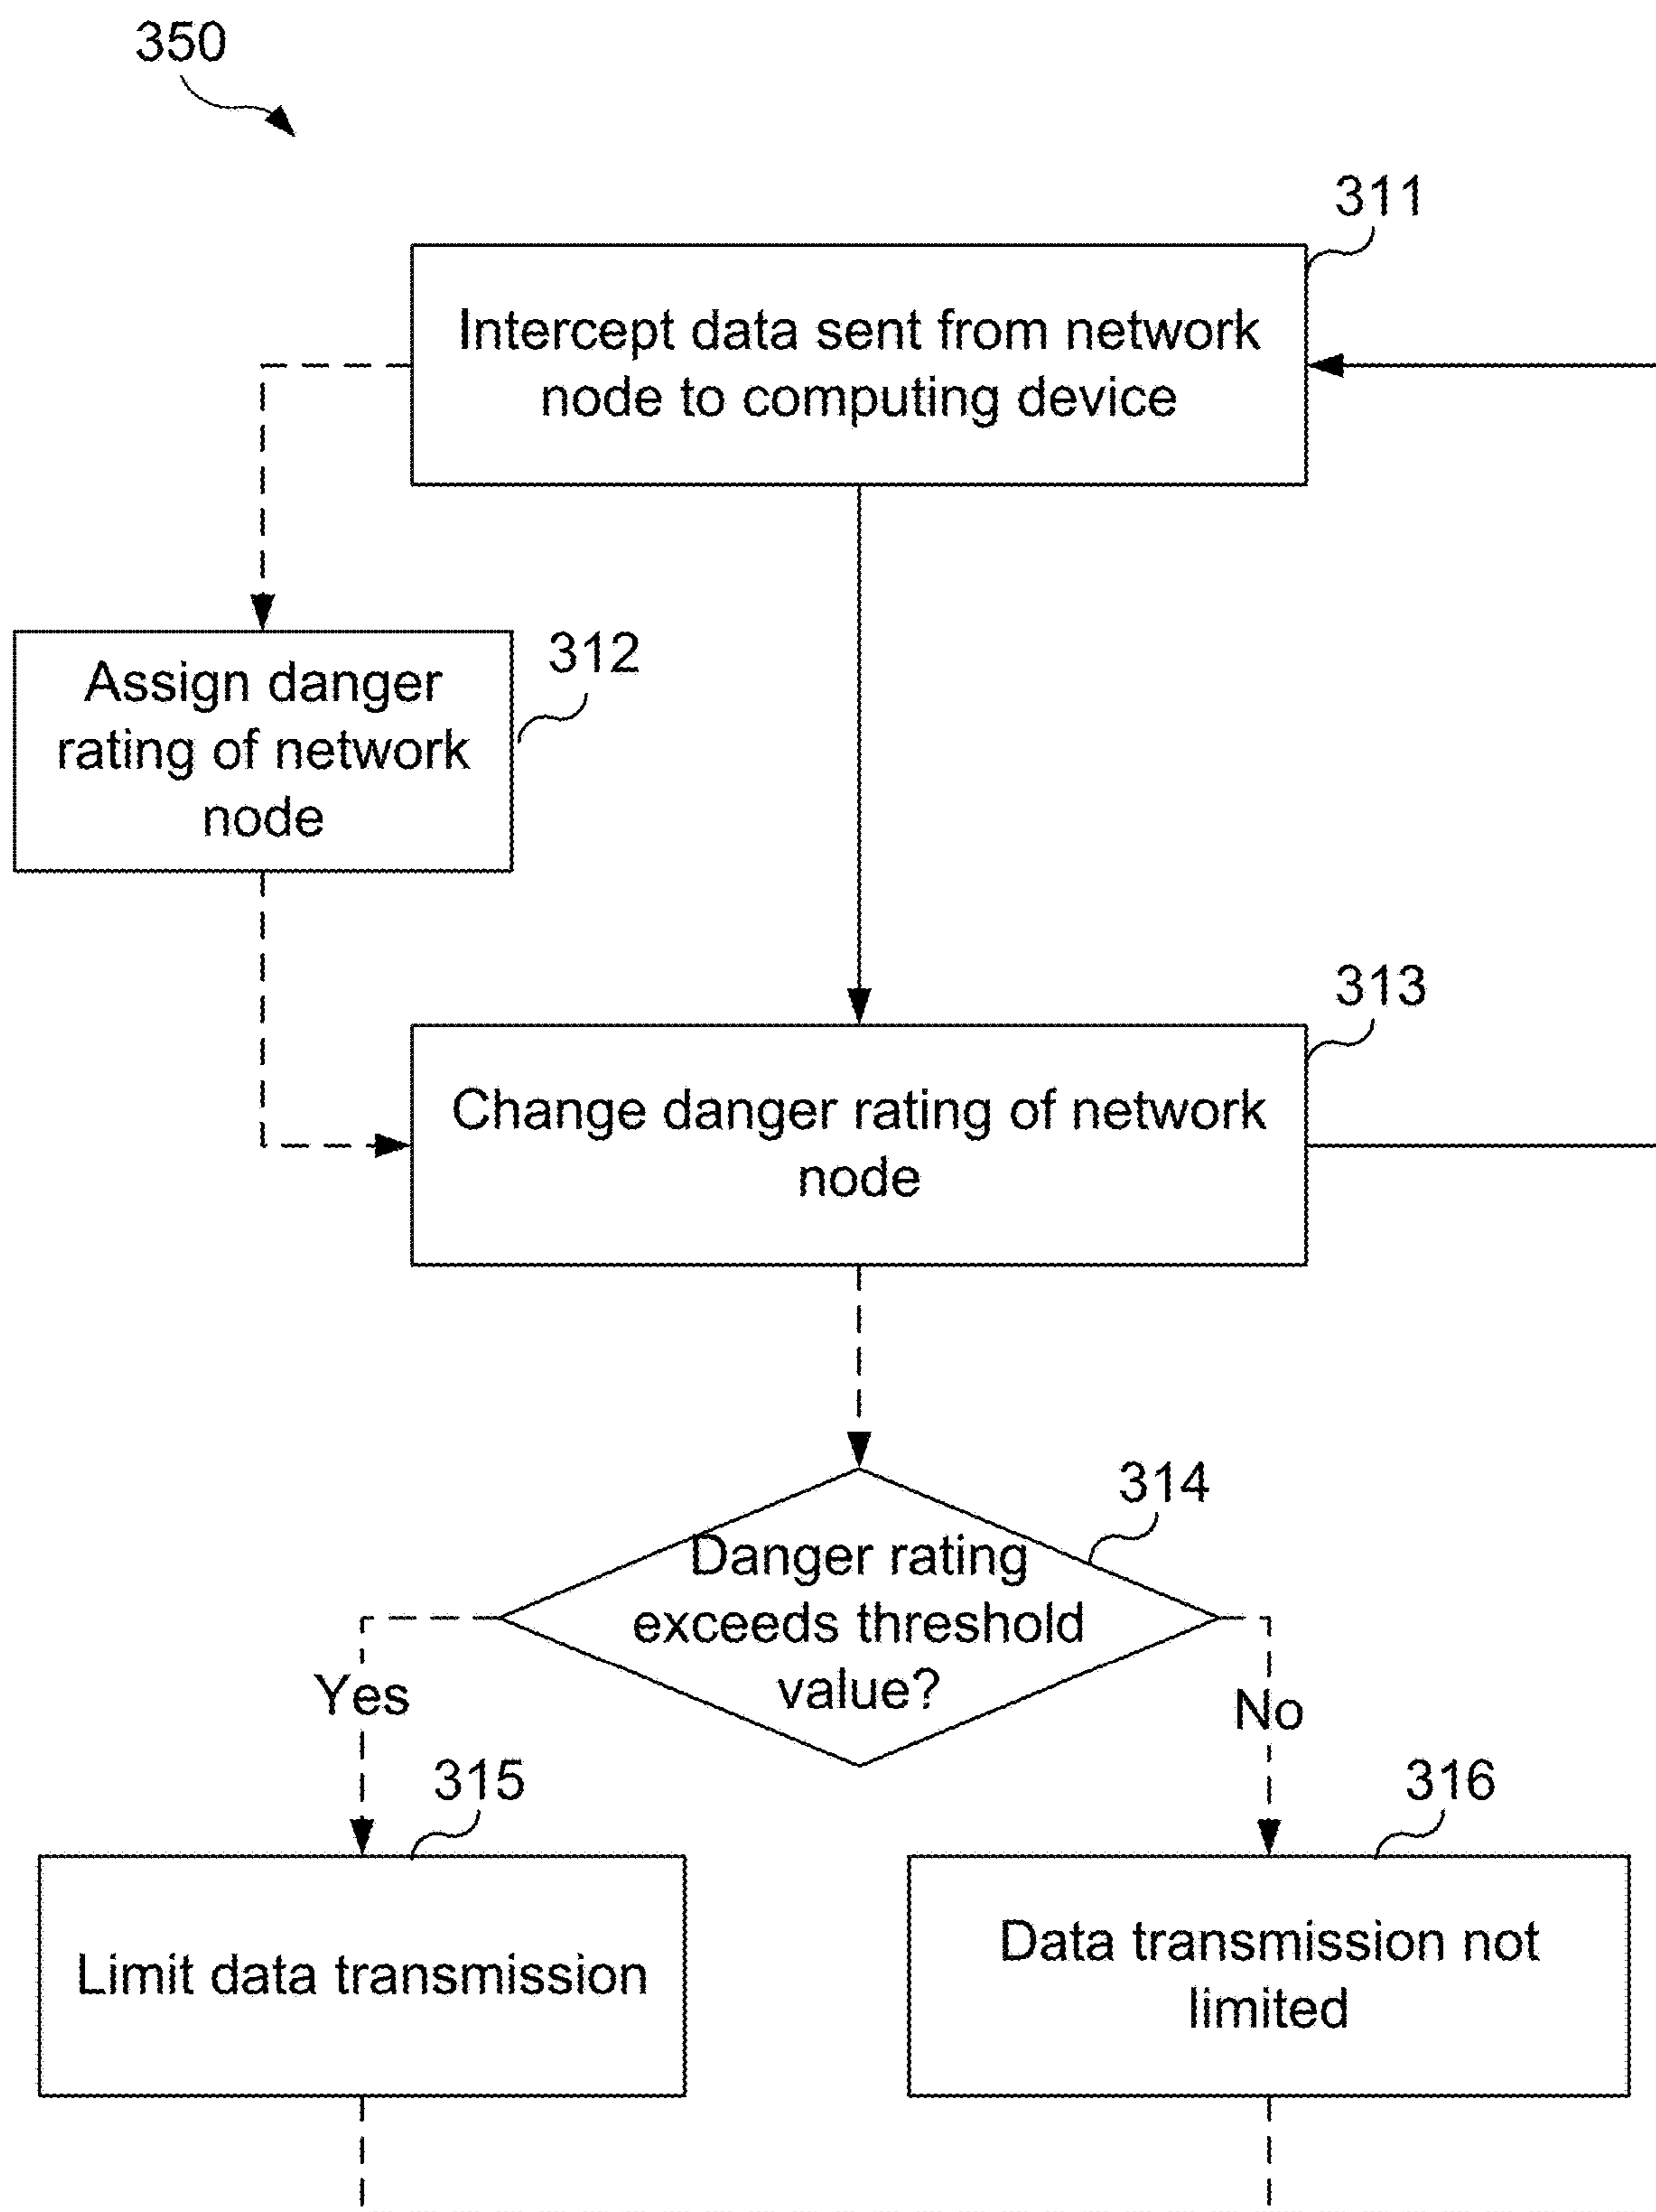 350
311
Intercept data sent from network
node to computing device
312
Assign danger
rating of network
node
313
Change danger rating of network
node
314
Danger rating
exceeds threshold
value?
Yes
No
315
316
Limit data transmission
Data transmission not
limited